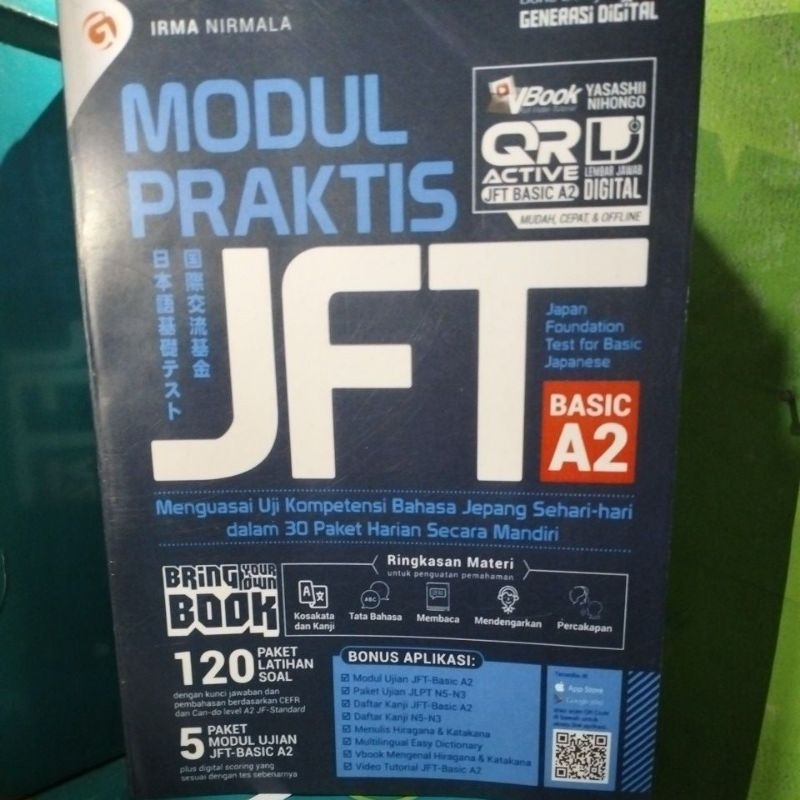 IRMA NIRMALA
GENERASI DIGITAL
MODUL
PRAKTIS
VBook
YASASHII
NIHONGO
QR
ACTIVE
JFT BASIC A2
LEMBAR JAWAB
DIGITAL
MUDAH, CEPAT, & OFFLINE
国際交流基金
日本語基礎テスト
JFT
Japan
Foundation
Test for Basic
Japanese
BASIC
A2
Menguasai Uji Kompetensi Bahasa Jepang Sehari-hari
dalam 30 Paket Harian Secara Mandiri
BRING YOUR OWN
BOOK
Ringkasan Materi
untuk penguatan pemahaman
Kosakata
dan Kanji
Tata Bahasa
Membaca
Mendengarkan
Percakapan
120 PAKET
LATIHAN
SOAL
dengan kunci jawaban dan
pembahasan berdasarkan CEFR
dan Can-do level A2 JF-Standard
5 PAKET
MODUL UJIAN
JFT-BASIC A2
plus digital scoring yang
sesuai dengan tes sebenarnya
BONUS APLIKASI:
Modul Ujian JFT-Basic A2
Paket Ujian JLPT N5-N3
Daftar Kanji JFT-Basic A2
Daftar Kanji N5-N3
Menulis Hiragana & Katakana
Multilingual Easy Dictionary
Vbook Mengenal Hiragana & Katakana
Video Tutorial JFT-Basic A2
Tersedia di
App Store
Google play